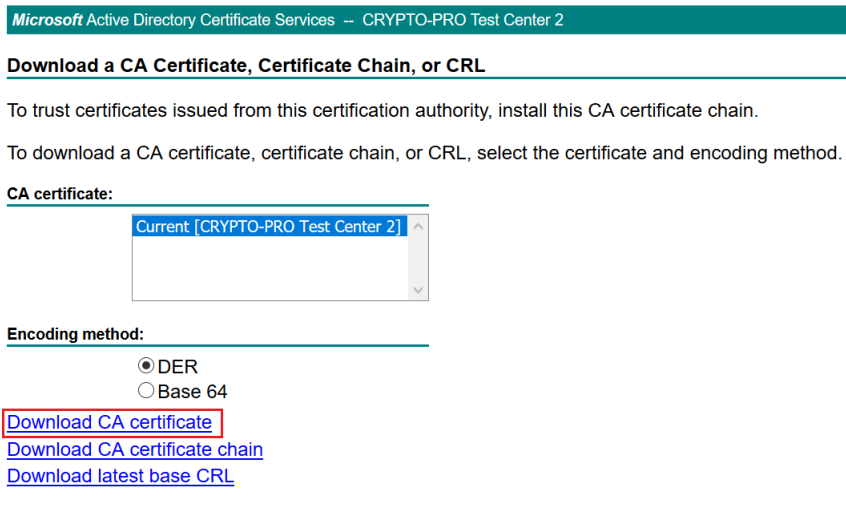 Microsoft Active Directory Certificate Services -- CRYPTO-PRO Test Center 2
Download a CA Certificate, Certificate Chain, or CRL
To trust certificates issued from this certification authority, install this CA certificate chain.
To download a CA certificate, certificate chain, or CRL, select the certificate and encoding method.
CA certificate:
Current [CRYPTO-PRO Test Center 2]
Encoding method:
DER
Base 64
Download CA certificate
Download CA certificate chain
Download latest base CRL